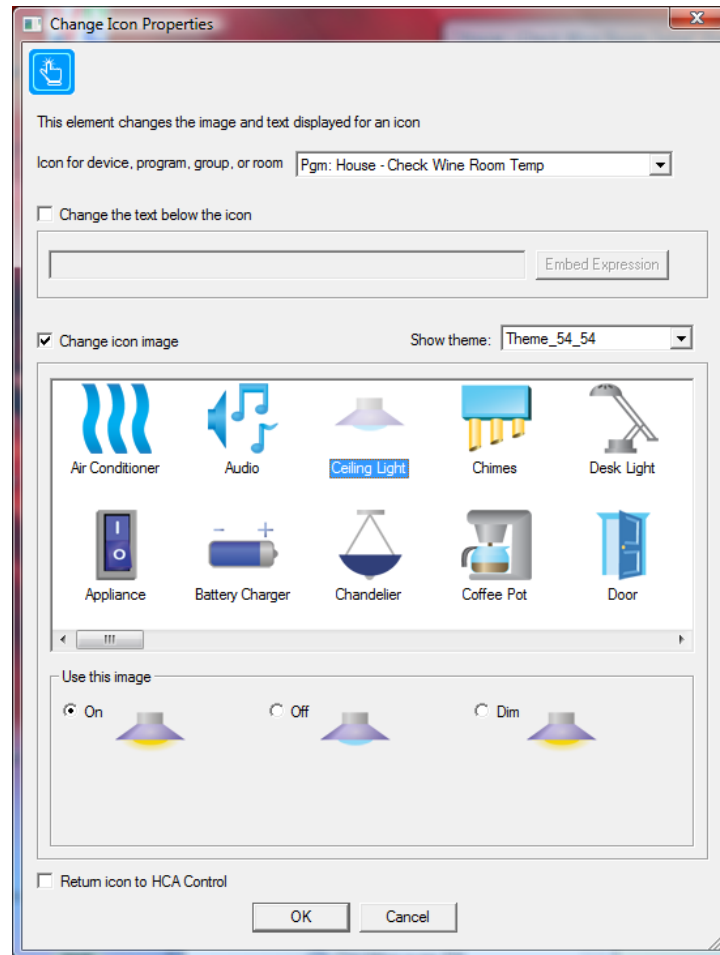 Change Icon Properties
This element changes the image and text displayed for an icon
Icon for device, program, group, or room Pgm: House - Check Wine Room Temp
Change the text below the icon
Embed Expression
Change icon image Show theme: Theme_54_54
Air Conditioner Audio Ceiling Light Chimes Desk Light
Appliance Battery Charger Chandelier Coffee Pot Door
Use this image
On Off Dim
Return icon to HCA Control
OK Cancel